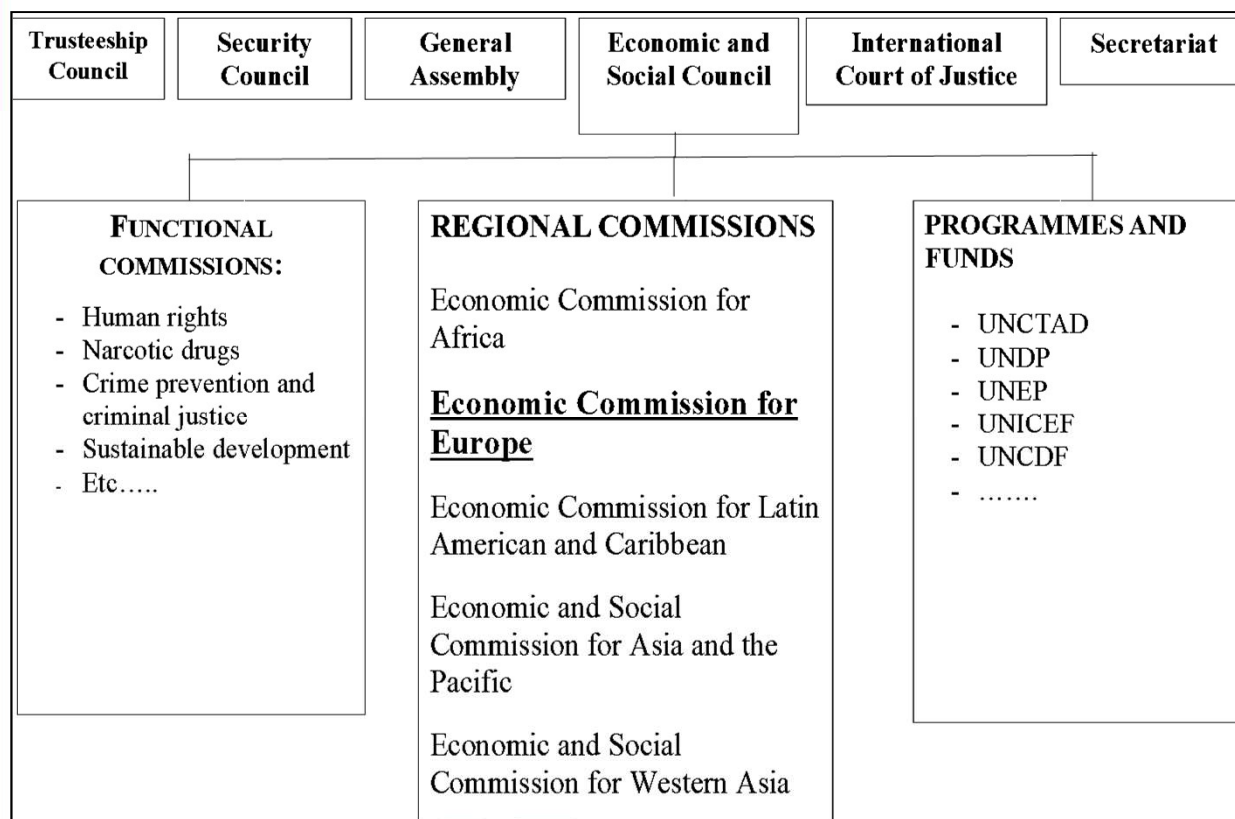 Trusteeship
Council
Security
Council
General
Assembly
Economic and
Social Council
International
Court of Justice
Secretariat
FUNCTIONAL
COMMISSIONS:
- Human rights
- Narcotic drugs
- Crime prevention and
criminal justice
- Sustainable development
- Etc…..
REGIONAL COMMISSIONS
Economic Commission for
Africa
Economic Commission for
Europe
Economic Commission for Latin
American and Caribbean
Economic and Social
Commission for Asia and the
Pacific
Economic and Social
Commission for Western Asia
PROGRAMMES AND
FUNDS
- UNCTAD
- UNDP
- UNEP
- UNICEF
- UNCDF
- …….